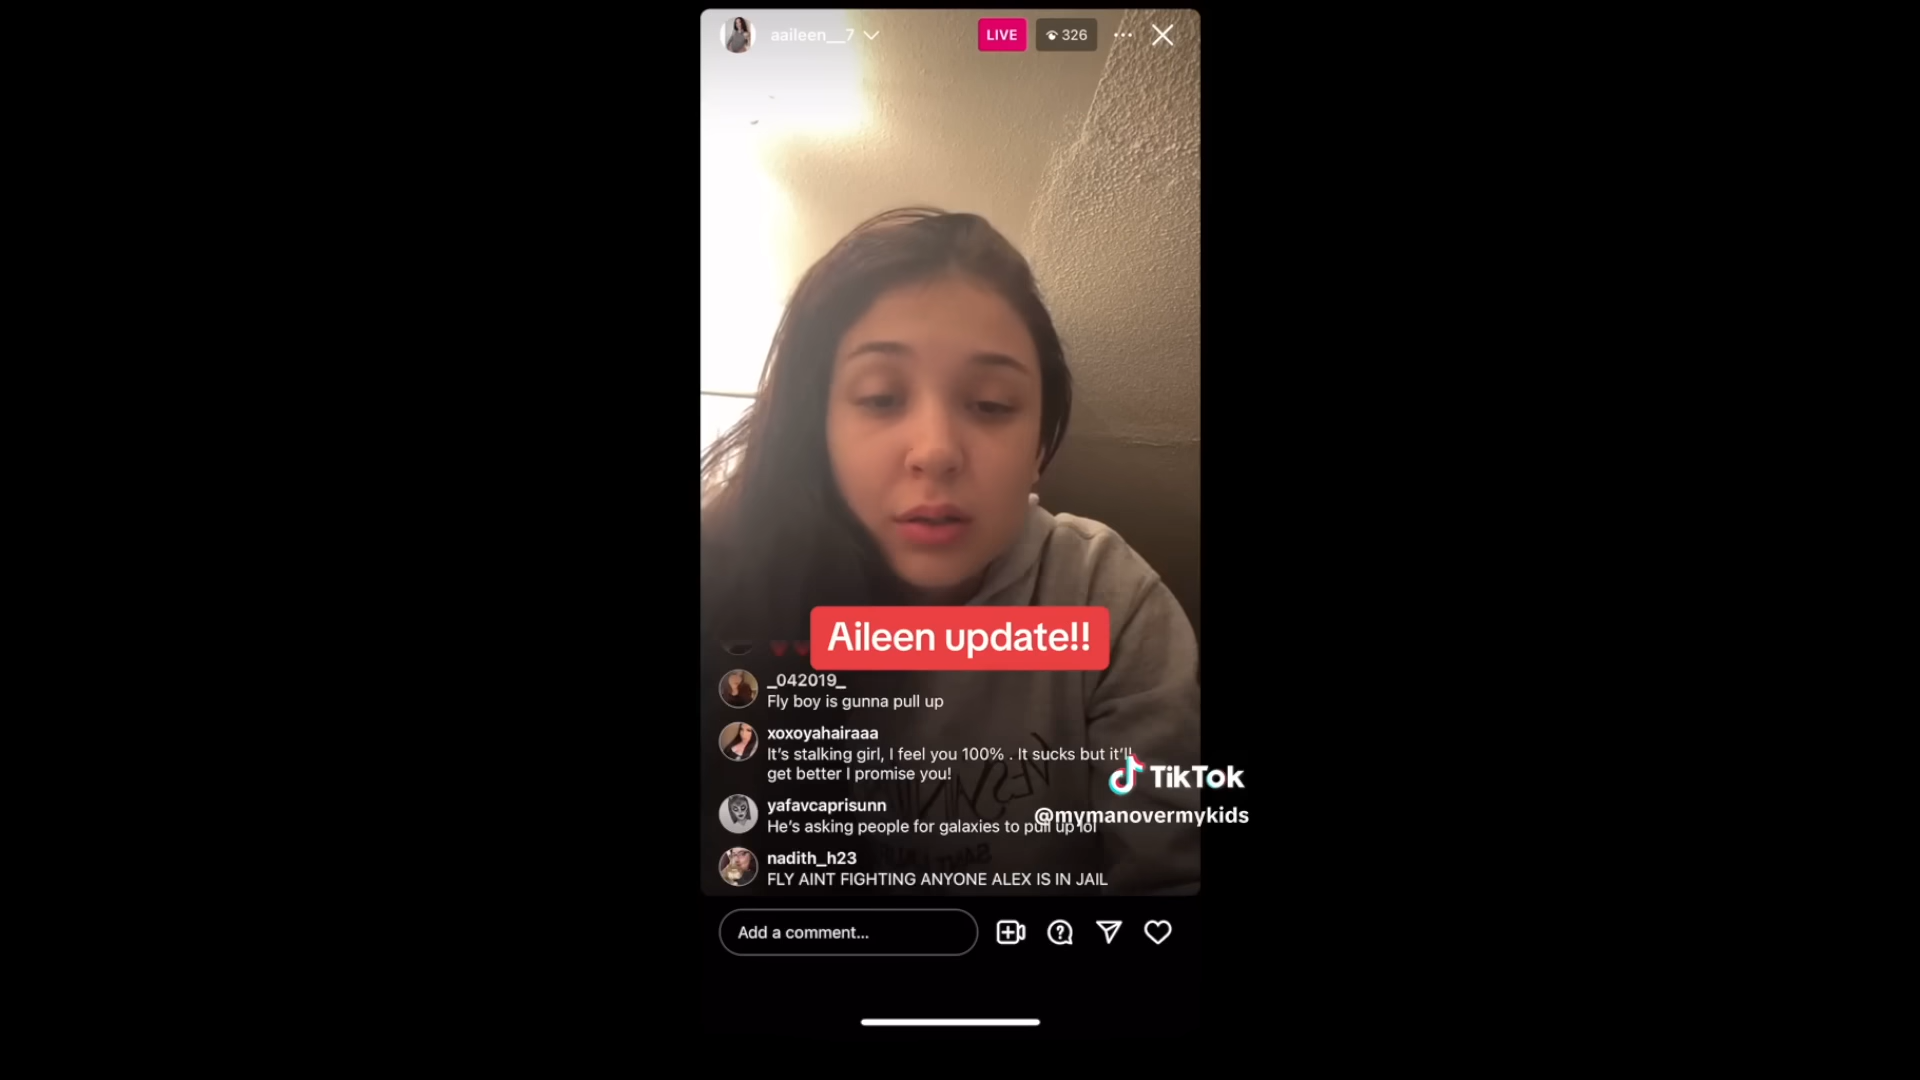 aaileen__7
LIVE
326
Aileen update!!
_042019_
Fly boy is gunna pull up
xoxoyahairaaa
It's stalking girl, I feel you 100% . It sucks but it'll
get better I promise you!
TikTok
@mymanovermykids
yafavcaprisunn
He's asking people for galaxies to pull up lol
nadith_h23
FLY AINT FIGHTING ANYONE ALEX IS IN JAIL
Add a comment...